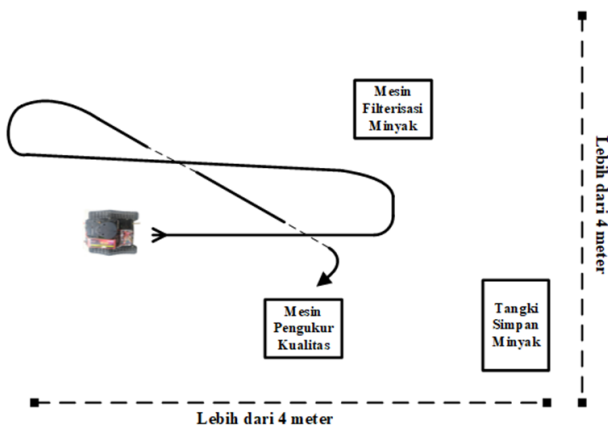 Mesin
Filterisasi
Minyak
Lebih dari 4 meter
Mesin
Pengukur
Kualitas
Tangki
Simpan
Minyak
Lebih dari 4 meter